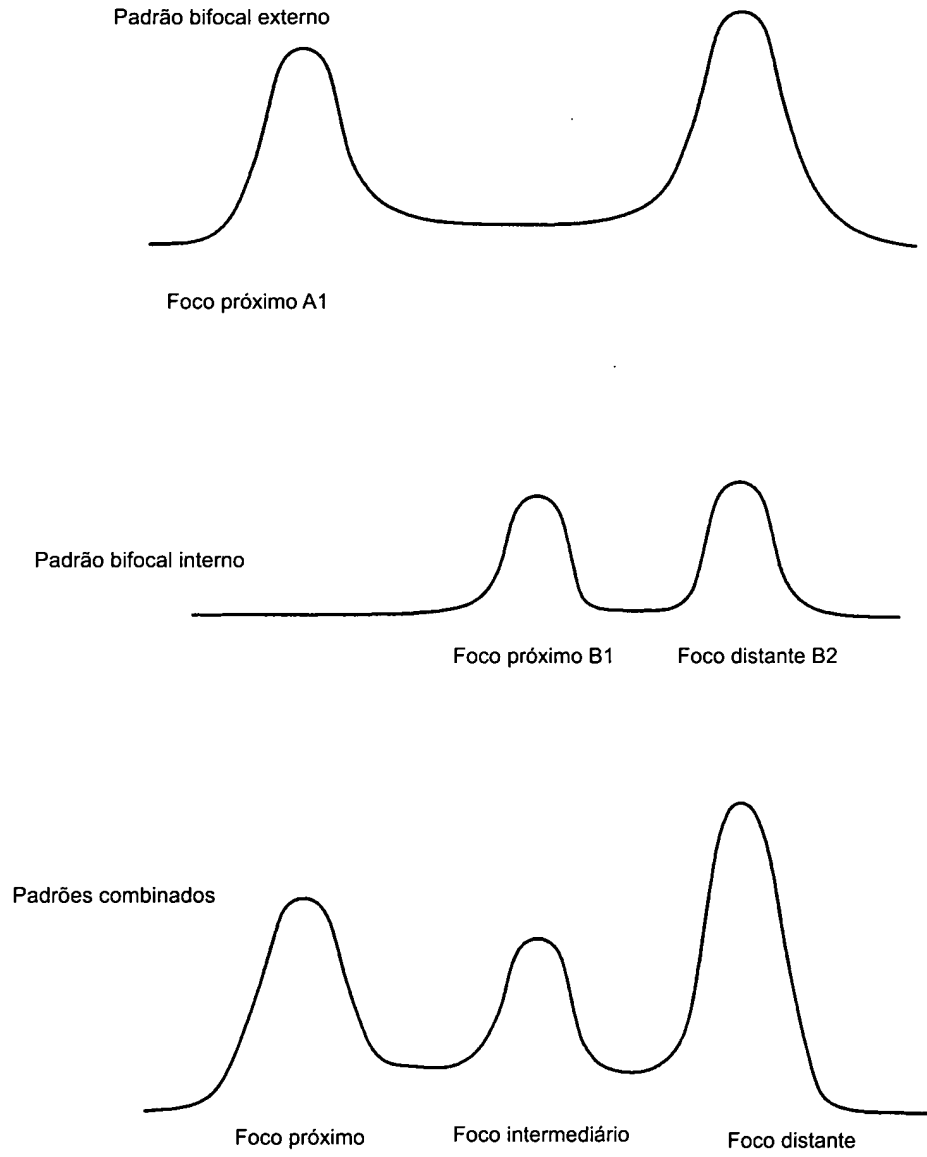 Padrão bifocal externo
Foco próximo A1
Padrão bifocal interno
Foco próximo B1
Foco distante B2
Padrões combinados
Foco próximo
Foco intermediário
Foco distante